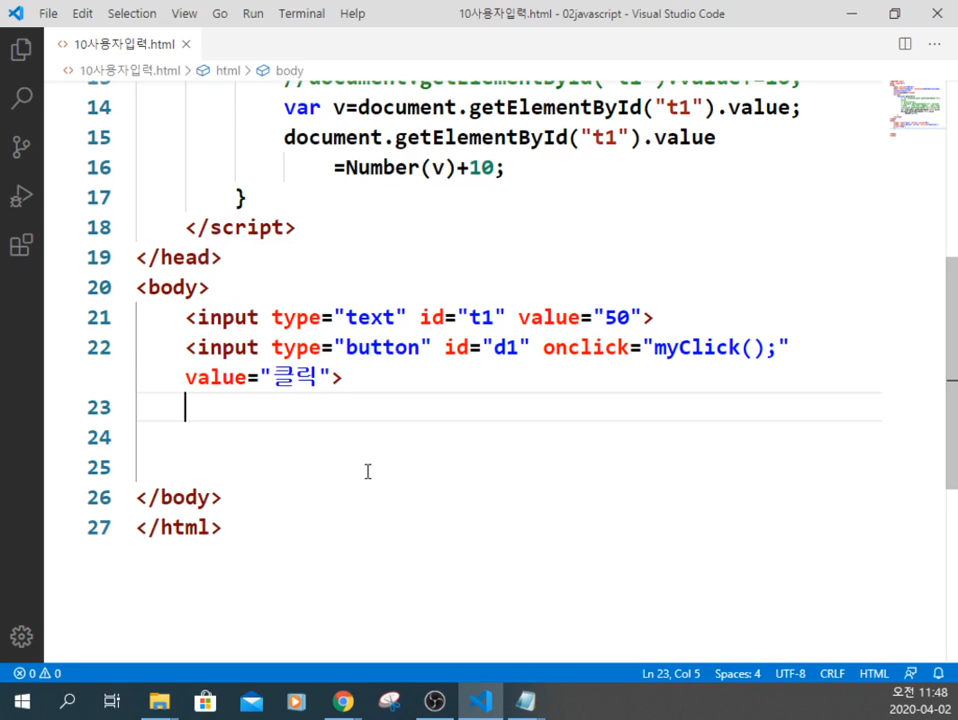 File Edit Selection View Go Run Terminal Help 10사용자입력.html - 02javascript - Visual Studio Code
10사용자입력.html
10사용자입력.html > html > body
14 var v=document.getElementById("t1").value;
15 document.getElementById("t1").value
16 =Number(v)+10;
17 }
18 </script>
19 </head>
20 <body>
21 <input type="text" id="t1" value="50">
22 <input type="button" id="d1" onclick="myClick();"
value="클릭">
23
24
25
26 </body>
27 </html>
0 0 Ln 23, Col 5 Spaces: 4 UTF-8 CRLF HTML
오전 11:48
2020-04-02